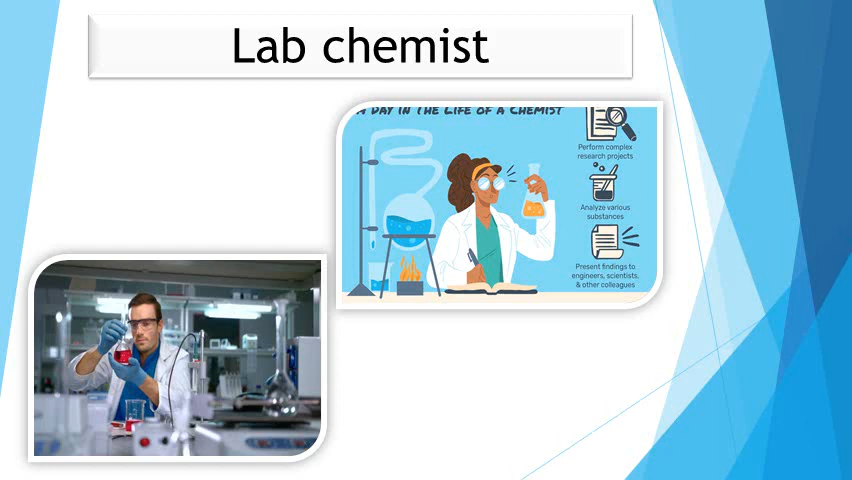 Lab chemist
A DAY IN THE LIFE OF A CHEMIST
Perform complex
research projects
Analyze various
substances
Present findings to
engineers, scientists,
& other colleagues